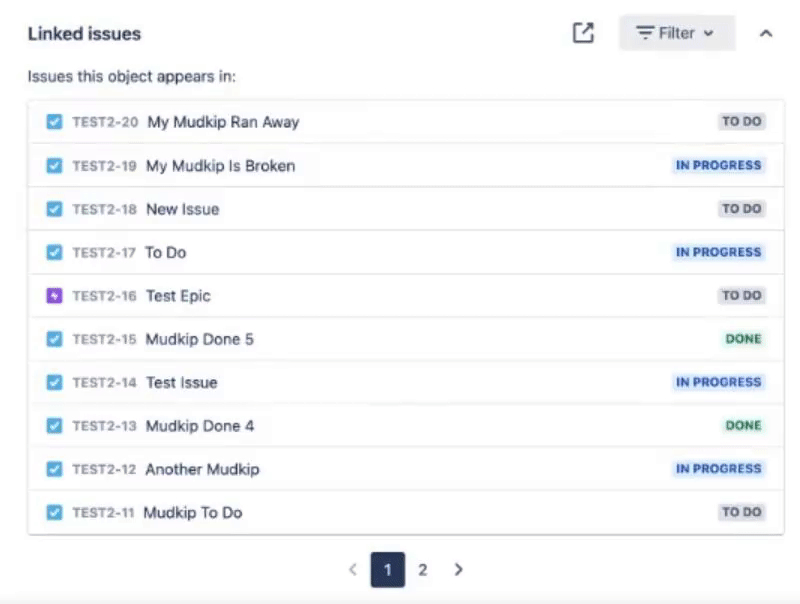 Linked issues
Filter
Issues this object appears in:
TEST2-20 My Mudkip Ran Away TO DO
TEST2-19 My Mudkip Is Broken IN PROGRESS
TEST2-18 New Issue TO DO
TEST2-17 To Do IN PROGRESS
TEST2-16 Test Epic TO DO
TEST2-15 Mudkip Done 5 DONE
TEST2-14 Test Issue IN PROGRESS
TEST2-13 Mudkip Done 4 DONE
TEST2-12 Another Mudkip IN PROGRESS
TEST2-11 Mudkip To Do TO DO
1 2